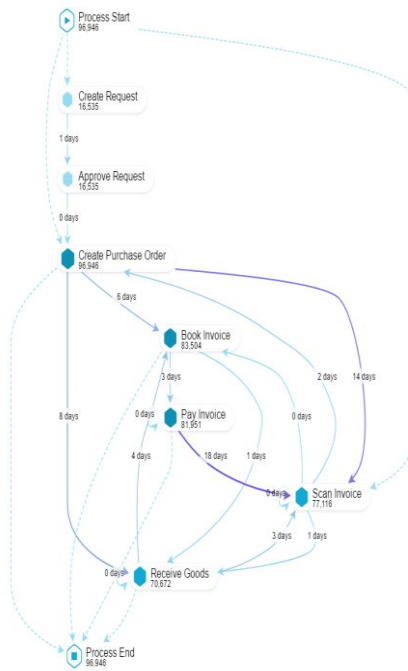 Process Start
96,946
Create Request
16,535
1 days
Approve Request
16,535
0 days
Create Purchase Order
96,946
6 days
Book Invoice
83,504
3 days
2 days
14 days
8 days
0 days
Pay Invoice
81,951
0 days
4 days
18 days
1 days
0 days
Scan Invoice
77,116
3 days
1 days
0 days
Receive Goods
70,672
Process End
96,946